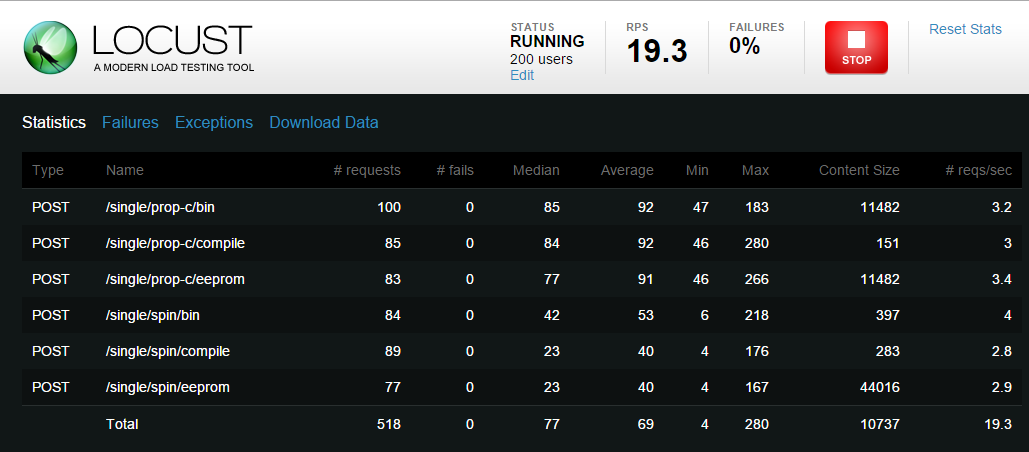 LOCUST
A MODERN LOAD TESTING TOOL
STATUS
RUNNING
200 users
Edit
RPS
19.3
FAILURES
0%
STOP
Reset Stats
Statistics Failures Exceptions Download Data
Type Name # requests # fails Median Average Min Max Content Size # reqs/sec
POST /single/prop-c/bin 100 0 85 92 47 183 11482 3.2
POST /single/prop-c/compile 85 0 84 92 46 280 151 3
POST /single/prop-c/eeprom 83 0 77 91 46 266 11482 3.4
POST /single/spin/bin 84 0 42 53 6 218 397 4
POST /single/spin/compile 89 0 23 40 4 176 283 2.8
POST /single/spin/eeprom 77 0 23 40 4 167 44016 2.9
Total 518 0 77 69 4 280 10737 19.3